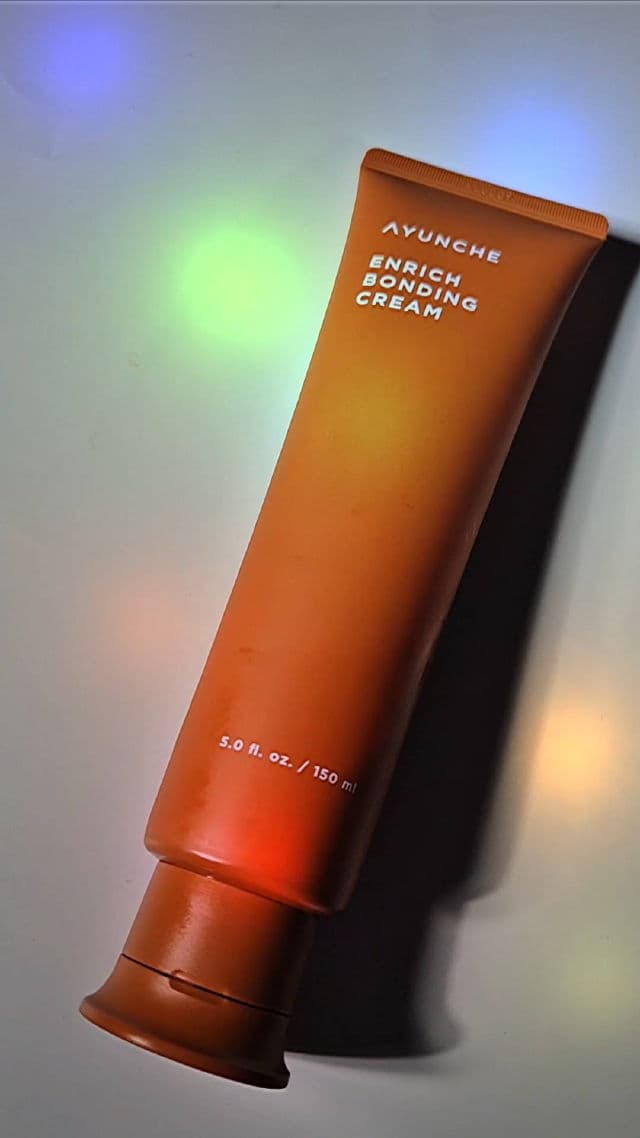 AYUNCHE
ENRICH
BONDING
CREAM
5.0 fl. oz. / 150 ml